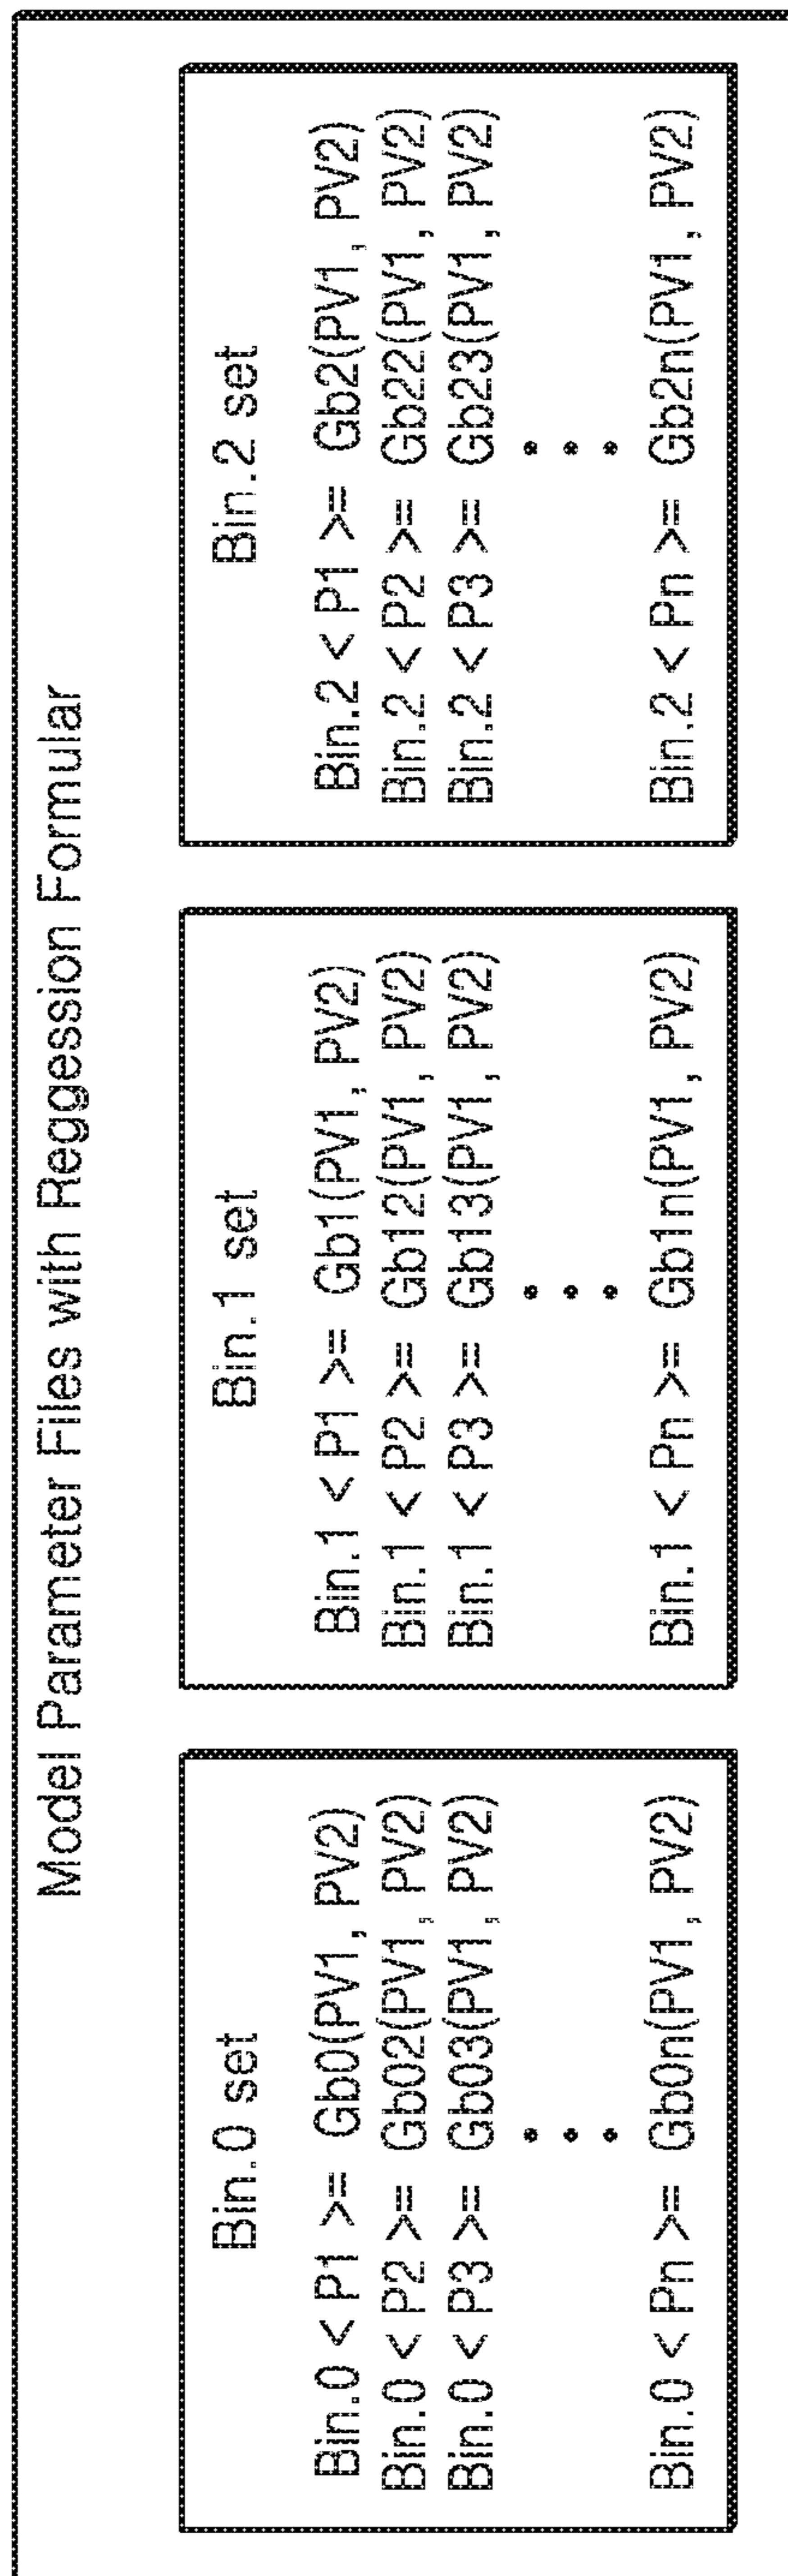 Model Parameter Files with Reggession Formular
Bin.0 set
Bin.0 < P1 >= Gb0(PV1, PV2)
Bin.0 < P2 >= Gb02(PV1, PV2)
Bin.0 < P3 >= Gb03(PV1, PV2)
• • •
Bin.0 < Pn >= Gb0n(PV1, PV2)
Bin.1 set
Bin.1 < P1 >= Gb1(PV1, PV2)
Bin.1 < P2 >= Gb12(PV1, PV2)
Bin.1 < P3 >= Gb13(PV1, PV2)
• • •
Bin.1 < Pn >= Gb1n(PV1, PV2)
Bin.2 set
Bin.2 < P1 >= Gb2(PV1, PV2)
Bin.2 < P2 >= Gb22(PV1, PV2)
Bin.2 < P3 >= Gb23(PV1, PV2)
• • •
Bin.2 < Pn >= Gb2n(PV1, PV2)